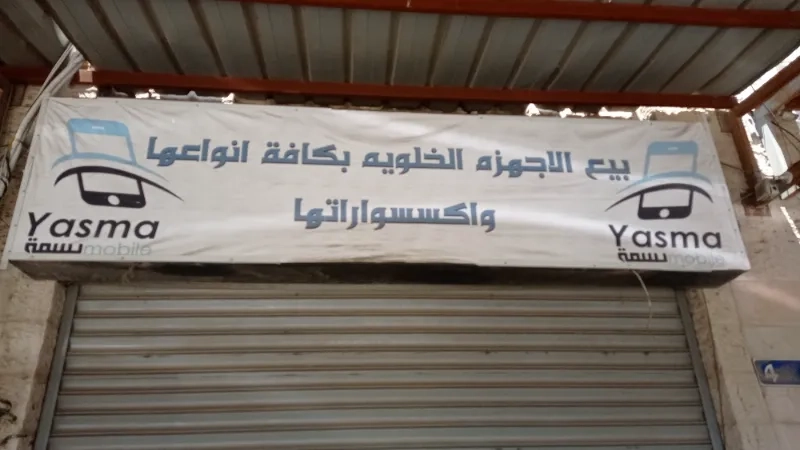 بيع الاجهزه الخلويه بكافة انواعها
واكسسواراتها
Yasma
نسمة mobile
Yasma
نسمة mobile